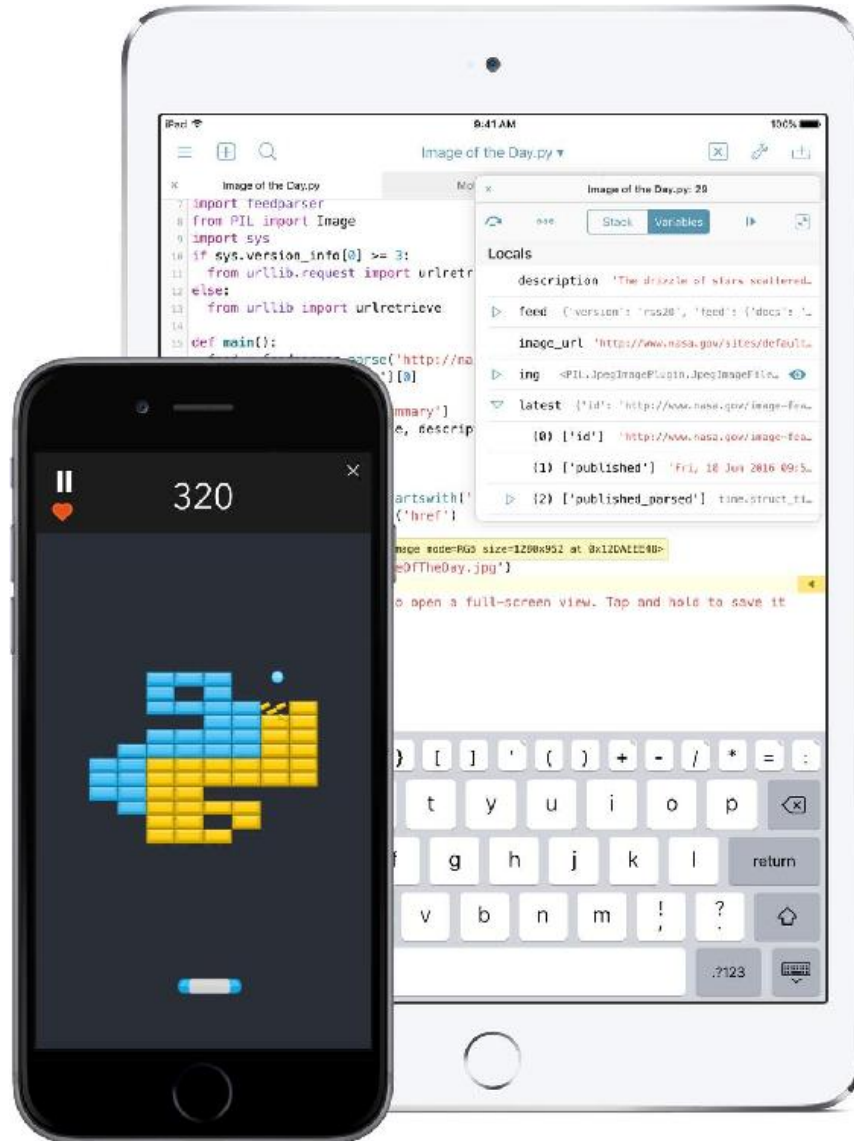 iPad
9:41 AM
100%
Image of the Day.py ▾
Image of the Day.py
Image of the Day.py: 29
Stack
Variables
Locals
description 'The drizzle of stars scattered…
feed {'version': 'rss20', 'feed': {'docs': '…
image_url 'http://www.nasa.gov/sites/default…
img <PIL.JpegImagePlugin.JpegImageFile…
latest {'id': 'http://www.nasa.gov/image-fea…
(0) ['id'] 'http://www.nasa.gov/image-fea…
(1) ['published'] 'Fri, 10 Jun 2016 09:5…
(2) ['published_parsed'] time.struct_ti…
7 import feedparser
8 from PIL import Image
9 import sys
10 if sys.version_info[0] >= 3:
11 from urllib.request import urlretr
12 else:
13 from urllib import urlretrieve
14
15 def main():
arse('http://na
'][0]
mmary']
e, descrip
artswith('
('href')
mage mode=RGB size=1280x952 at 0x12DAEEE48>
eOfTheDay.jpg')
o open a full-screen view. Tap and hold to save it
320
} [ ] ' ( ) + - / * = :
t y u i o p
f g h j k l return
v b n m ! , ? .
.?123